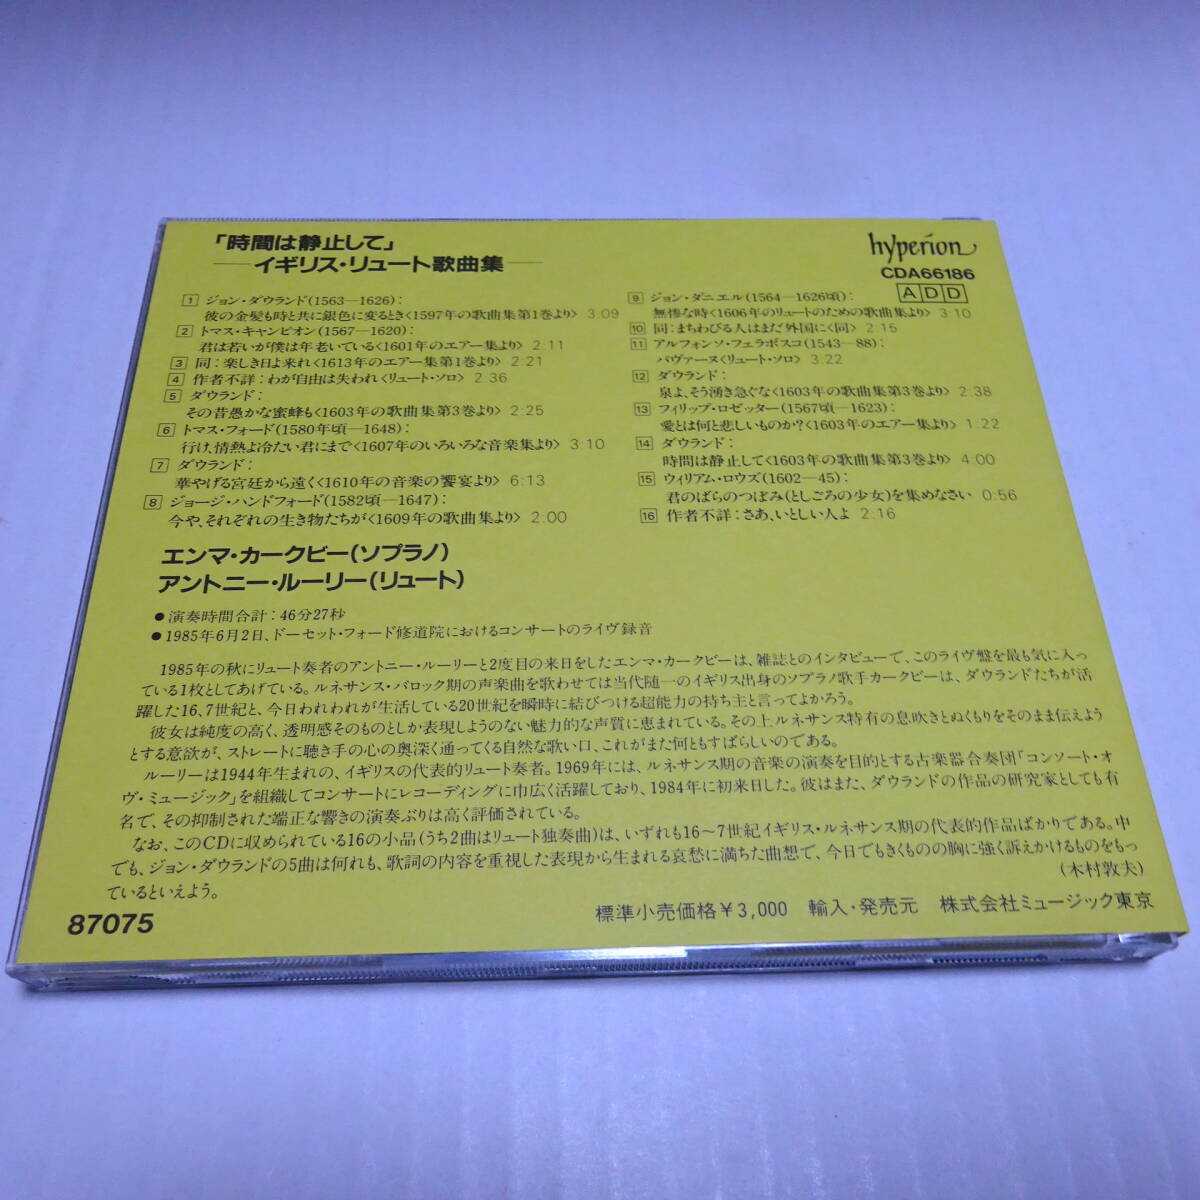 「時間は静止して」
―イギリス・リュート歌曲集―
hyperion
CDA66186
ADD
1 ジョン・ダウランド(1563―1626):
彼の金髪も時と共に銀色に変るとき〈1597年の歌曲集第1巻より〉 3:09
2 トマス・キャンピオン(1567―1620):
君は若いが僕は年老いている〈1601年のエアー集より〉 2:11
3 同:楽しき日よ来れ〈1613年のエアー集第1巻より〉 2:21
4 作者不詳:わが自由は失われ〈リュート・ソロ〉 2:36
5 ダウランド:
その昔愚かな蜜蜂も〈1603年の歌曲集第3巻より〉 2:25
6 トマス・フォード(1580年頃―1648):
行け、情熱よ冷たい君にまで〈1607年のいろいろな音楽集より〉 3:10
7 ダウランド:
華やげる宮廷から遠く〈1610年の音楽の饗宴より〉 6:13
8 ジョージ・ハンドフォード(1582頃―1647):
今や、それぞれの生き物たちが〈1609年の歌曲集より〉 2:00
9 ジョン・ダニエル(1564―1626頃):
無惨な時〈1606年のリュートのための歌曲集より〉 3:10
10 同:まちわびる人はまだ外国に〈同〉 2:15
11 アルフォンソ・フェラボスコ(1543―88):
パヴァーヌ〈リュート・ソロ〉 3:22
12 ダウランド:
泉よ、そう湧き急ぐなく〈1603年の歌曲集第3巻より〉 2:38
13 フィリップ・ロゼッター(1567頃―1623):
愛とは何と悲しいものか?〈1603年のエアー集より〉 1:22
14 ダウランド:
時間は静止して〈1603年の歌曲集第3巻より〉 4:00
15 ウィリアム・ロウズ(1602―45):
君のばらのつぼみ(としごろの少女)を集めなさい 0:56
16 作者不詳:さあ、いとしい人よ 2:16
エンマ・カークビー(ソプラノ)
アントニー・ルーリー(リュート)
●演奏時間合計:46分27秒
●1985年6月2日、ドーセット・フォード修道院におけるコンサートのライヴ録音
1985年の秋にリュート奏者のアントニー・ルーリーと2度目の来日をしたエンマ・カークビーは、雑誌とのインタビューで、このライヴ盤を最も気に入っ
ている1枚としてあげている。ルネサンス・バロック期の声楽曲を歌わせては当代随一のイギリス出身のソプラノ歌手カークビーは、ダウランドたちが活
躍した16、7世紀と、今日われわれが生活している20世紀を瞬時に結びつける超能力の持ち主と言ってよかろう。
彼女は純度の高く、透明感そのものとしか表現しようのない魅力的な声質に恵まれている。その上ルネサンス特有の息吹きとぬくもりをそのまま伝えよう
とする意欲が、ストレートに聴き手の心の奥深く通ってくる自然な歌い口、これがまた何ともすばらしいのである。
ルーリーは1944年生まれの、イギリスの代表的リュート奏者。1969年には、ルネサンス期の音楽の演奏を目的とする古楽器合奏団「コンソート・オ
ヴ・ミュージック」を組織してコンサートにレコーディングに巾広く活躍しており、1984年に初来日した。彼はまた、ダウランドの作品の研究家としても有
名で、その抑制された端正な響きの演奏ぶりは高く評価されている。
なお、このCDに収められている16の小品(うち2曲はリュート独奏曲)は、いずれも16~7世紀イギリス・ルネサンス期の代表的作品ばかりである。中
でも、ジョン・ダウランドの5曲は何れも、歌詞の内容を重視した表現から生まれる哀愁に満ちた曲想で、今日でもきくものの胸に強く訴えかけるものをもっ
ているといえよう。
(木村敦夫)
87075
標準小売価格¥3,000 輸入・発売元 株式会社ミュージック東京